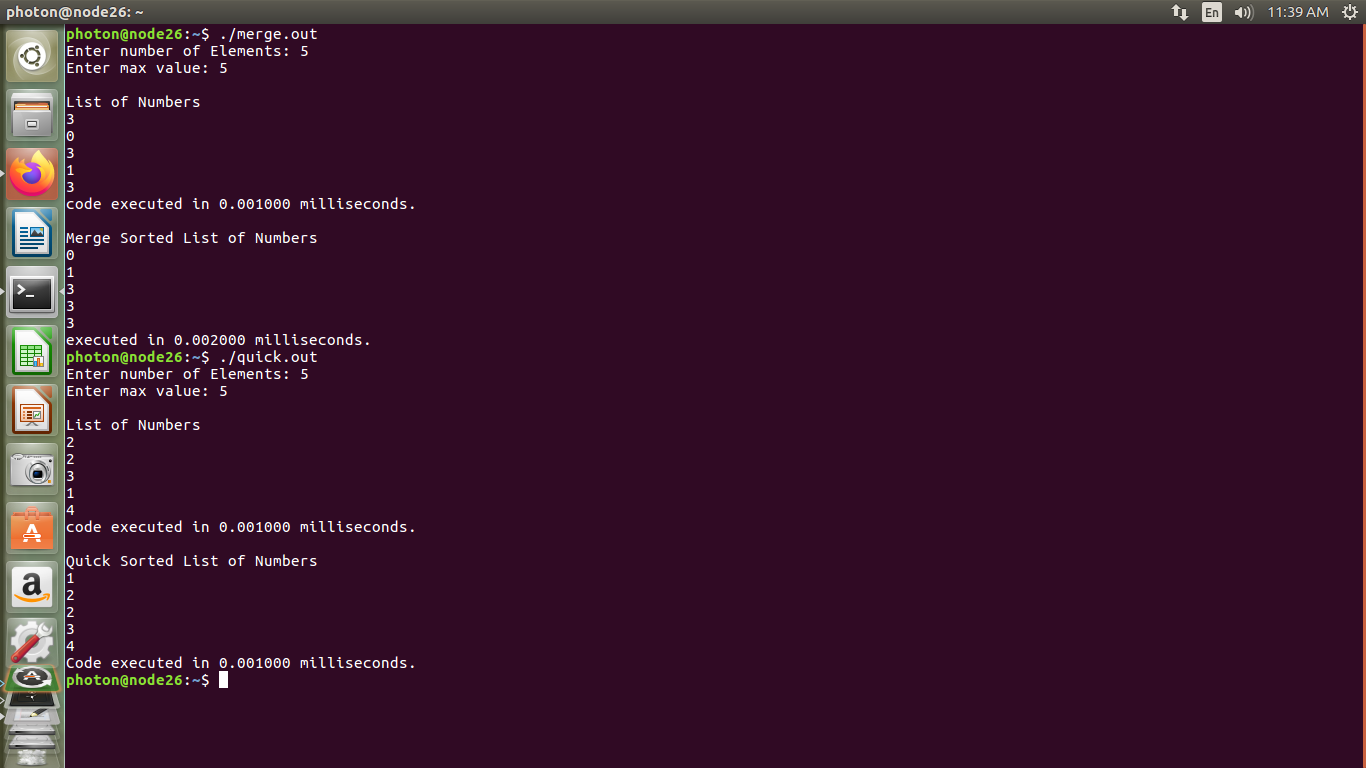 photon@node26: ~
En
11:39 AM
photon@node26:~$ ./merge.out
Enter number of Elements: 5
Enter max value: 5
List of Numbers
3
0
3
1
3
code executed in 0.001000 milliseconds.
Merge Sorted List of Numbers
0
1
3
3
3
executed in 0.002000 milliseconds.
photon@node26:~$ ./quick.out
Enter number of Elements: 5
Enter max value: 5
List of Numbers
2
2
3
1
4
code executed in 0.001000 milliseconds.
Quick Sorted List of Numbers
1
2
2
3
4
Code executed in 0.001000 milliseconds.
photon@node26:~$